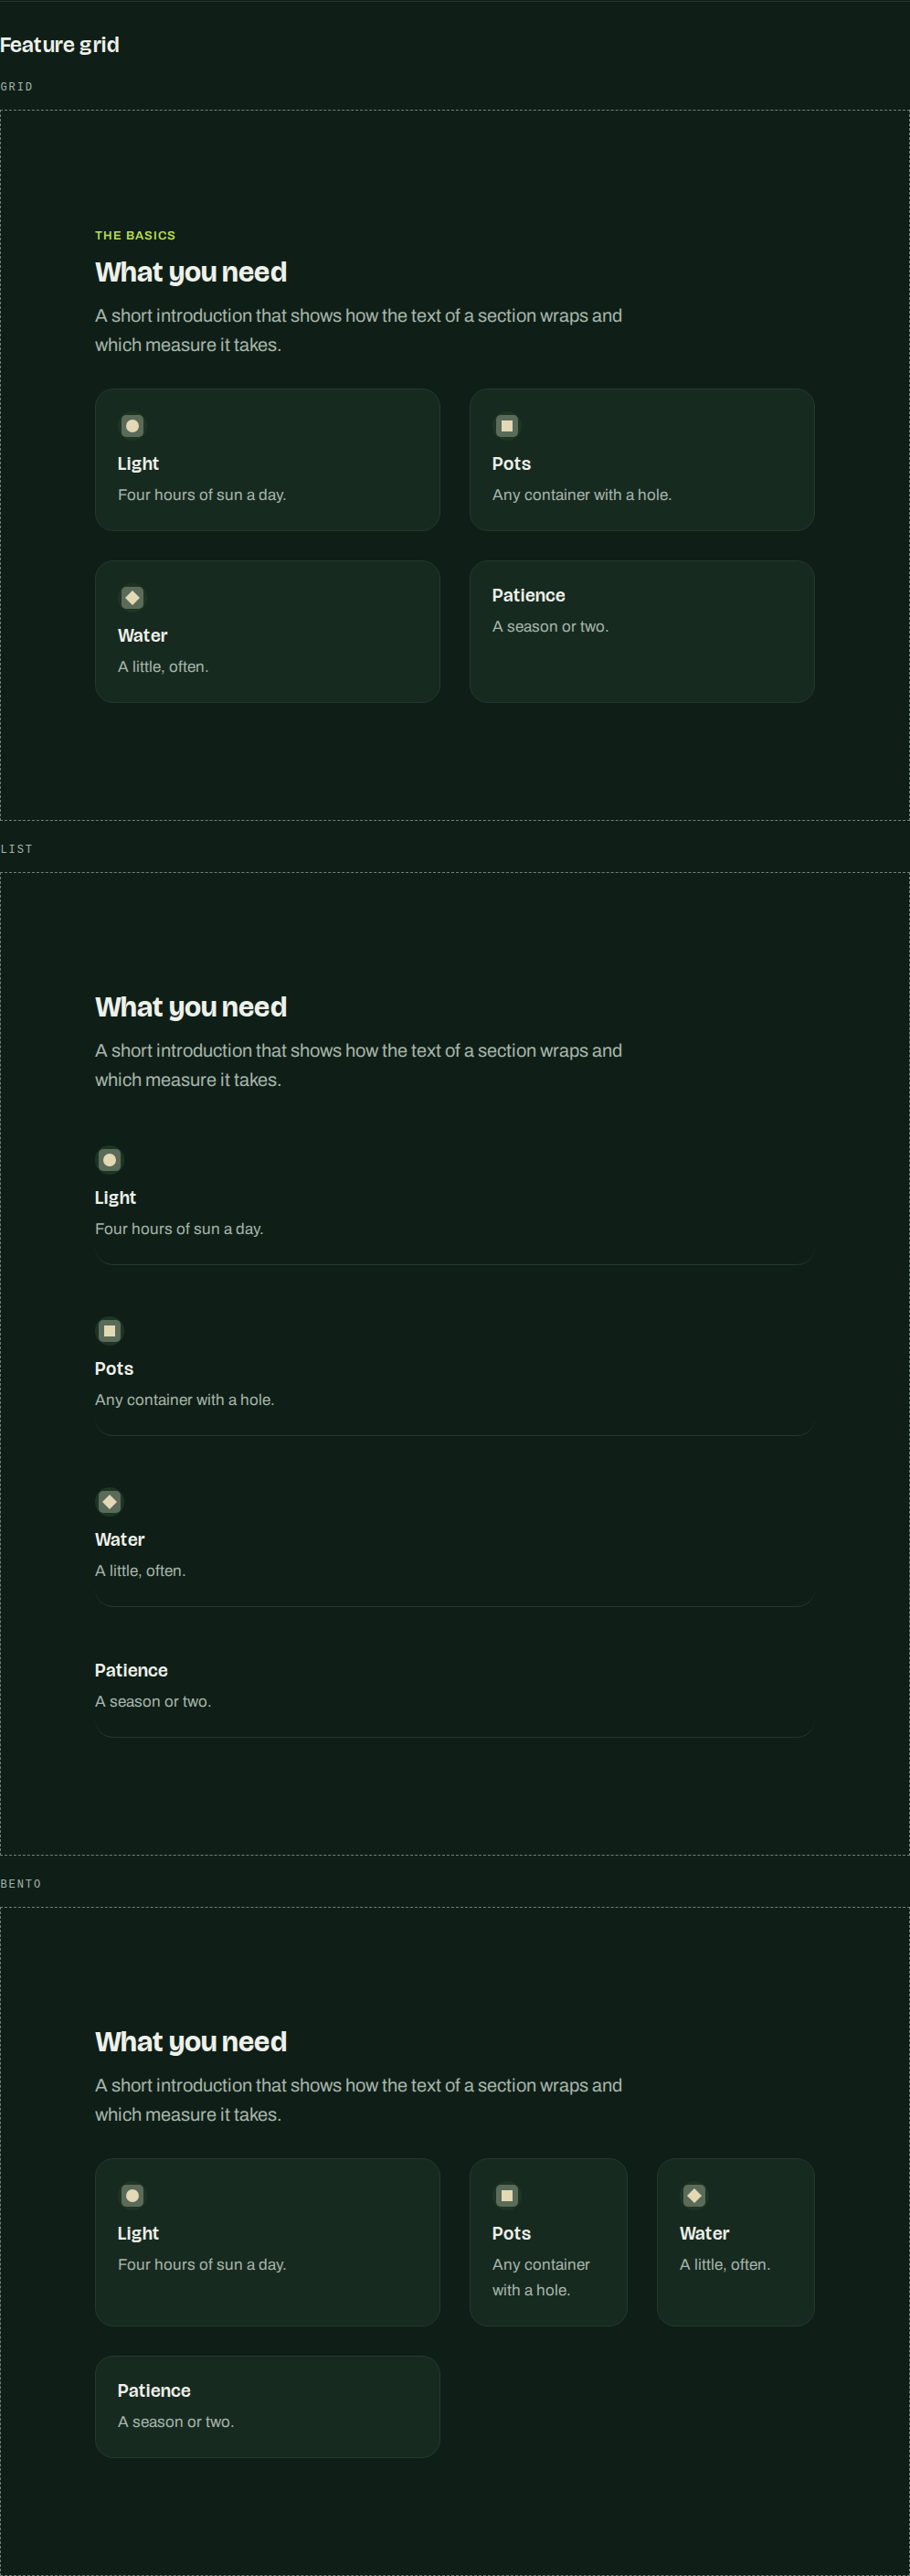 Feature grid
GRID
THE BASICS
What you need
A short introduction that shows how the text of a section wraps and
which measure it takes.
Light
Four hours of sun a day.
Pots
Any container with a hole.
Water
A little, often.
Patience
A season or two.
LIST
What you need
A short introduction that shows how the text of a section wraps and
which measure it takes.
Light
Four hours of sun a day.
Pots
Any container with a hole.
Water
A little, often.
Patience
A season or two.
BENTO
What you need
A short introduction that shows how the text of a section wraps and
which measure it takes.
Light
Four hours of sun a day.
Pots
Any container
with a hole.
Water
A little, often.
Patience
A season or two.